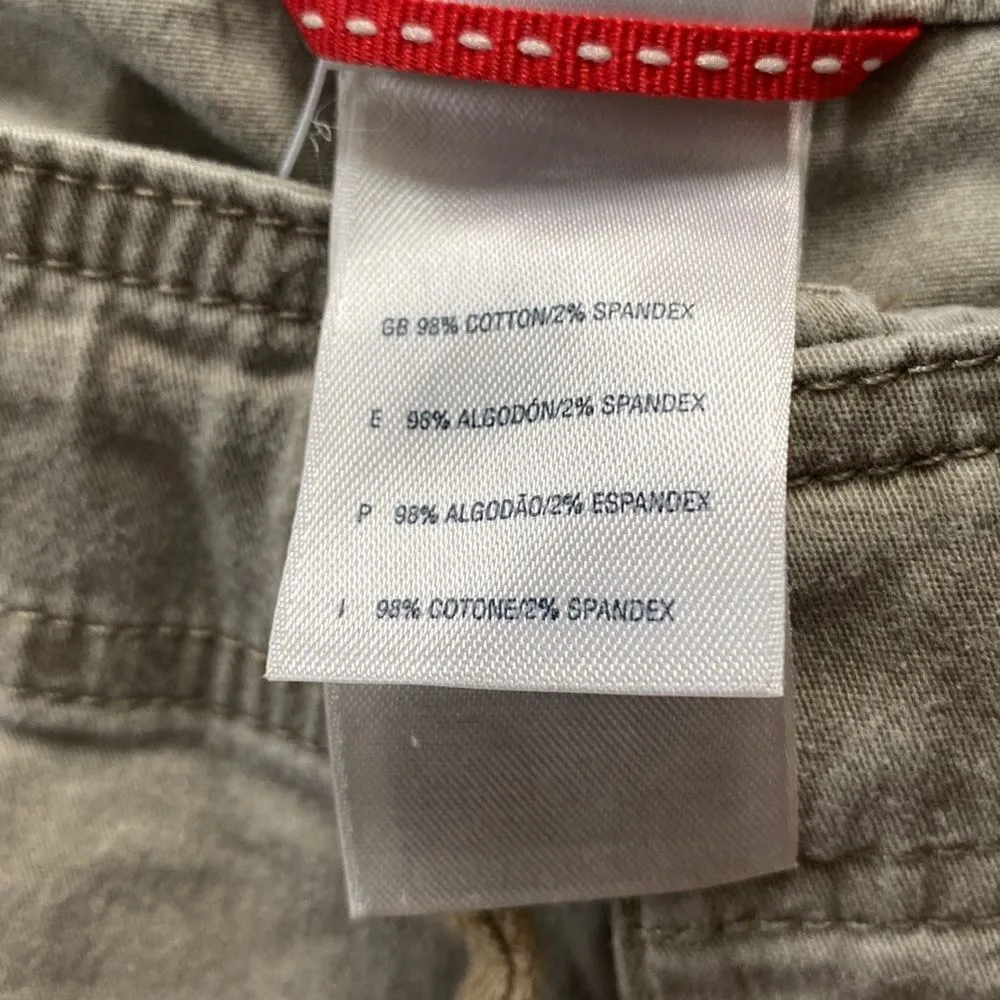 GB 98% COTTON/2% SPANDEX
E 98% ALGODÓN/2% SPANDEX
P 98% ALGODÃO/2% ESPANDEX
I 98% COTONE/2% SPANDEX